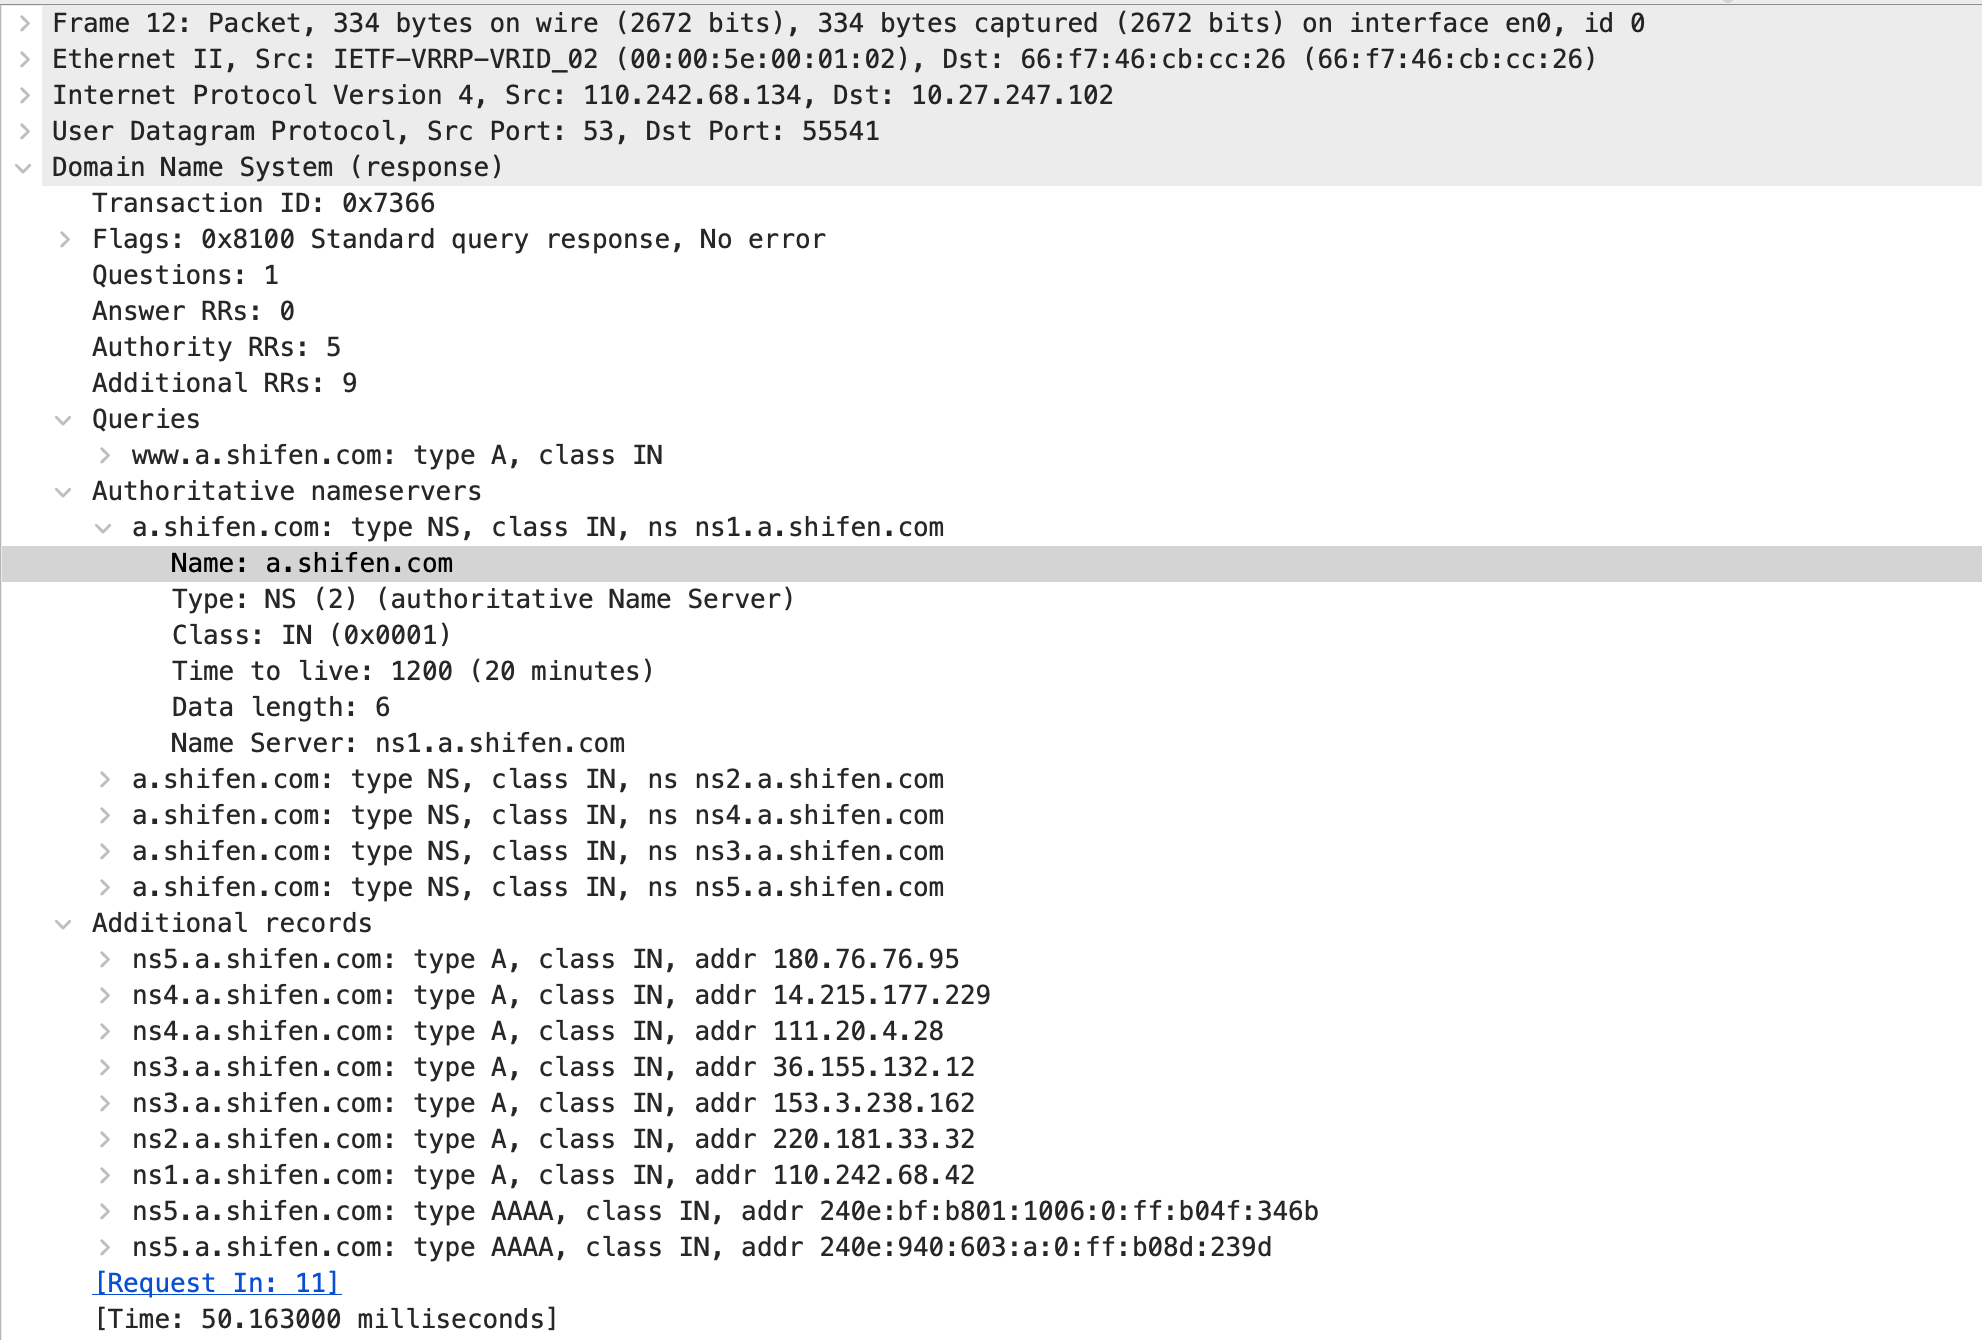 Frame 12: Packet, 334 bytes on wire (2672 bits), 334 bytes captured (2672 bits) on interface en0, id 0
Ethernet II, Src: IETF-VRRP-VRID_02 (00:00:5e:00:01:02), Dst: 66:f7:46:cb:cc:26 (66:f7:46:cb:cc:26)
Internet Protocol Version 4, Src: 110.242.68.134, Dst: 10.27.247.102
User Datagram Protocol, Src Port: 53, Dst Port: 55541
Domain Name System (response)
Transaction ID: 0x7366
Flags: 0x8100 Standard query response, No error
Questions: 1
Answer RRs: 0
Authority RRs: 5
Additional RRs: 9
Queries
www.a.shifen.com: type A, class IN
Authoritative nameservers
a.shifen.com: type NS, class IN, ns ns1.a.shifen.com
Name: a.shifen.com
Type: NS (2) (authoritative Name Server)
Class: IN (0x0001)
Time to live: 1200 (20 minutes)
Data length: 6
Name Server: ns1.a.shifen.com
a.shifen.com: type NS, class IN, ns ns2.a.shifen.com
a.shifen.com: type NS, class IN, ns ns4.a.shifen.com
a.shifen.com: type NS, class IN, ns ns3.a.shifen.com
a.shifen.com: type NS, class IN, ns ns5.a.shifen.com
Additional records
ns5.a.shifen.com: type A, class IN, addr 180.76.76.95
ns4.a.shifen.com: type A, class IN, addr 14.215.177.229
ns4.a.shifen.com: type A, class IN, addr 111.20.4.28
ns3.a.shifen.com: type A, class IN, addr 36.155.132.12
ns3.a.shifen.com: type A, class IN, addr 153.3.238.162
ns2.a.shifen.com: type A, class IN, addr 220.181.33.32
ns1.a.shifen.com: type A, class IN, addr 110.242.68.42
ns5.a.shifen.com: type AAAA, class IN, addr 240e:bf:b801:1006:0:ff:b04f:346b
ns5.a.shifen.com: type AAAA, class IN, addr 240e:940:603:a:0:ff:b08d:239d
[Request In: 11]
[Time: 50.163000 milliseconds]